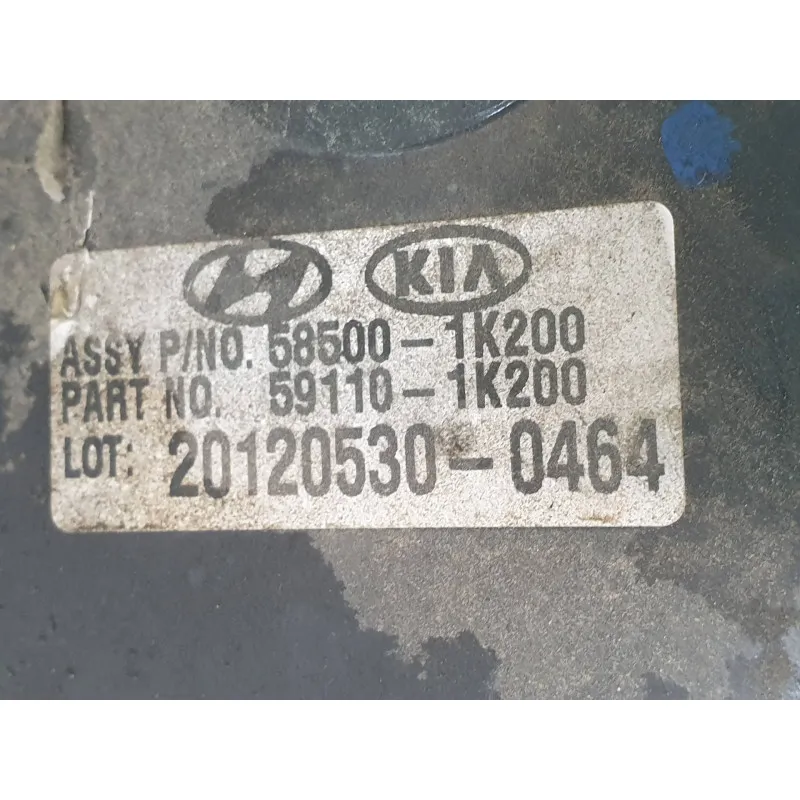 KIA
ASSY P/NO. 58500-1K200
PART NO. 59110-1K200
LOT: 20120530-0464